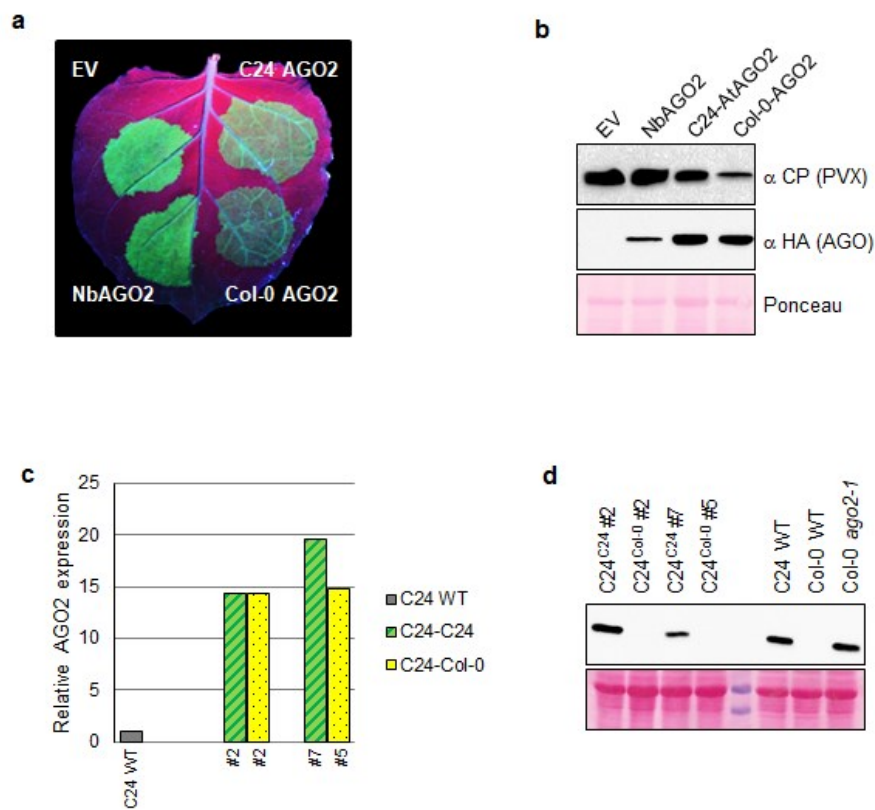 a
EV
C24 AGO2
NbAGO2
Col-0 AGO2
b
EV
NbAGO2
C24-AtAGO2
Col-0-AGO2
α CP (PVX)
α HA (AGO)
Ponceau
c
Relative AGO2 expression
25
20
15
10
5
0
C24 WT
#2
#2
#7
#5
C24 WT
C24-C24
C24-Col-0
d
C24C24 #2
C24Col-0 #2
C24C24 #7
C24Col-0 #5
C24 WT
Col-0 WT
Col-0 ago2-1